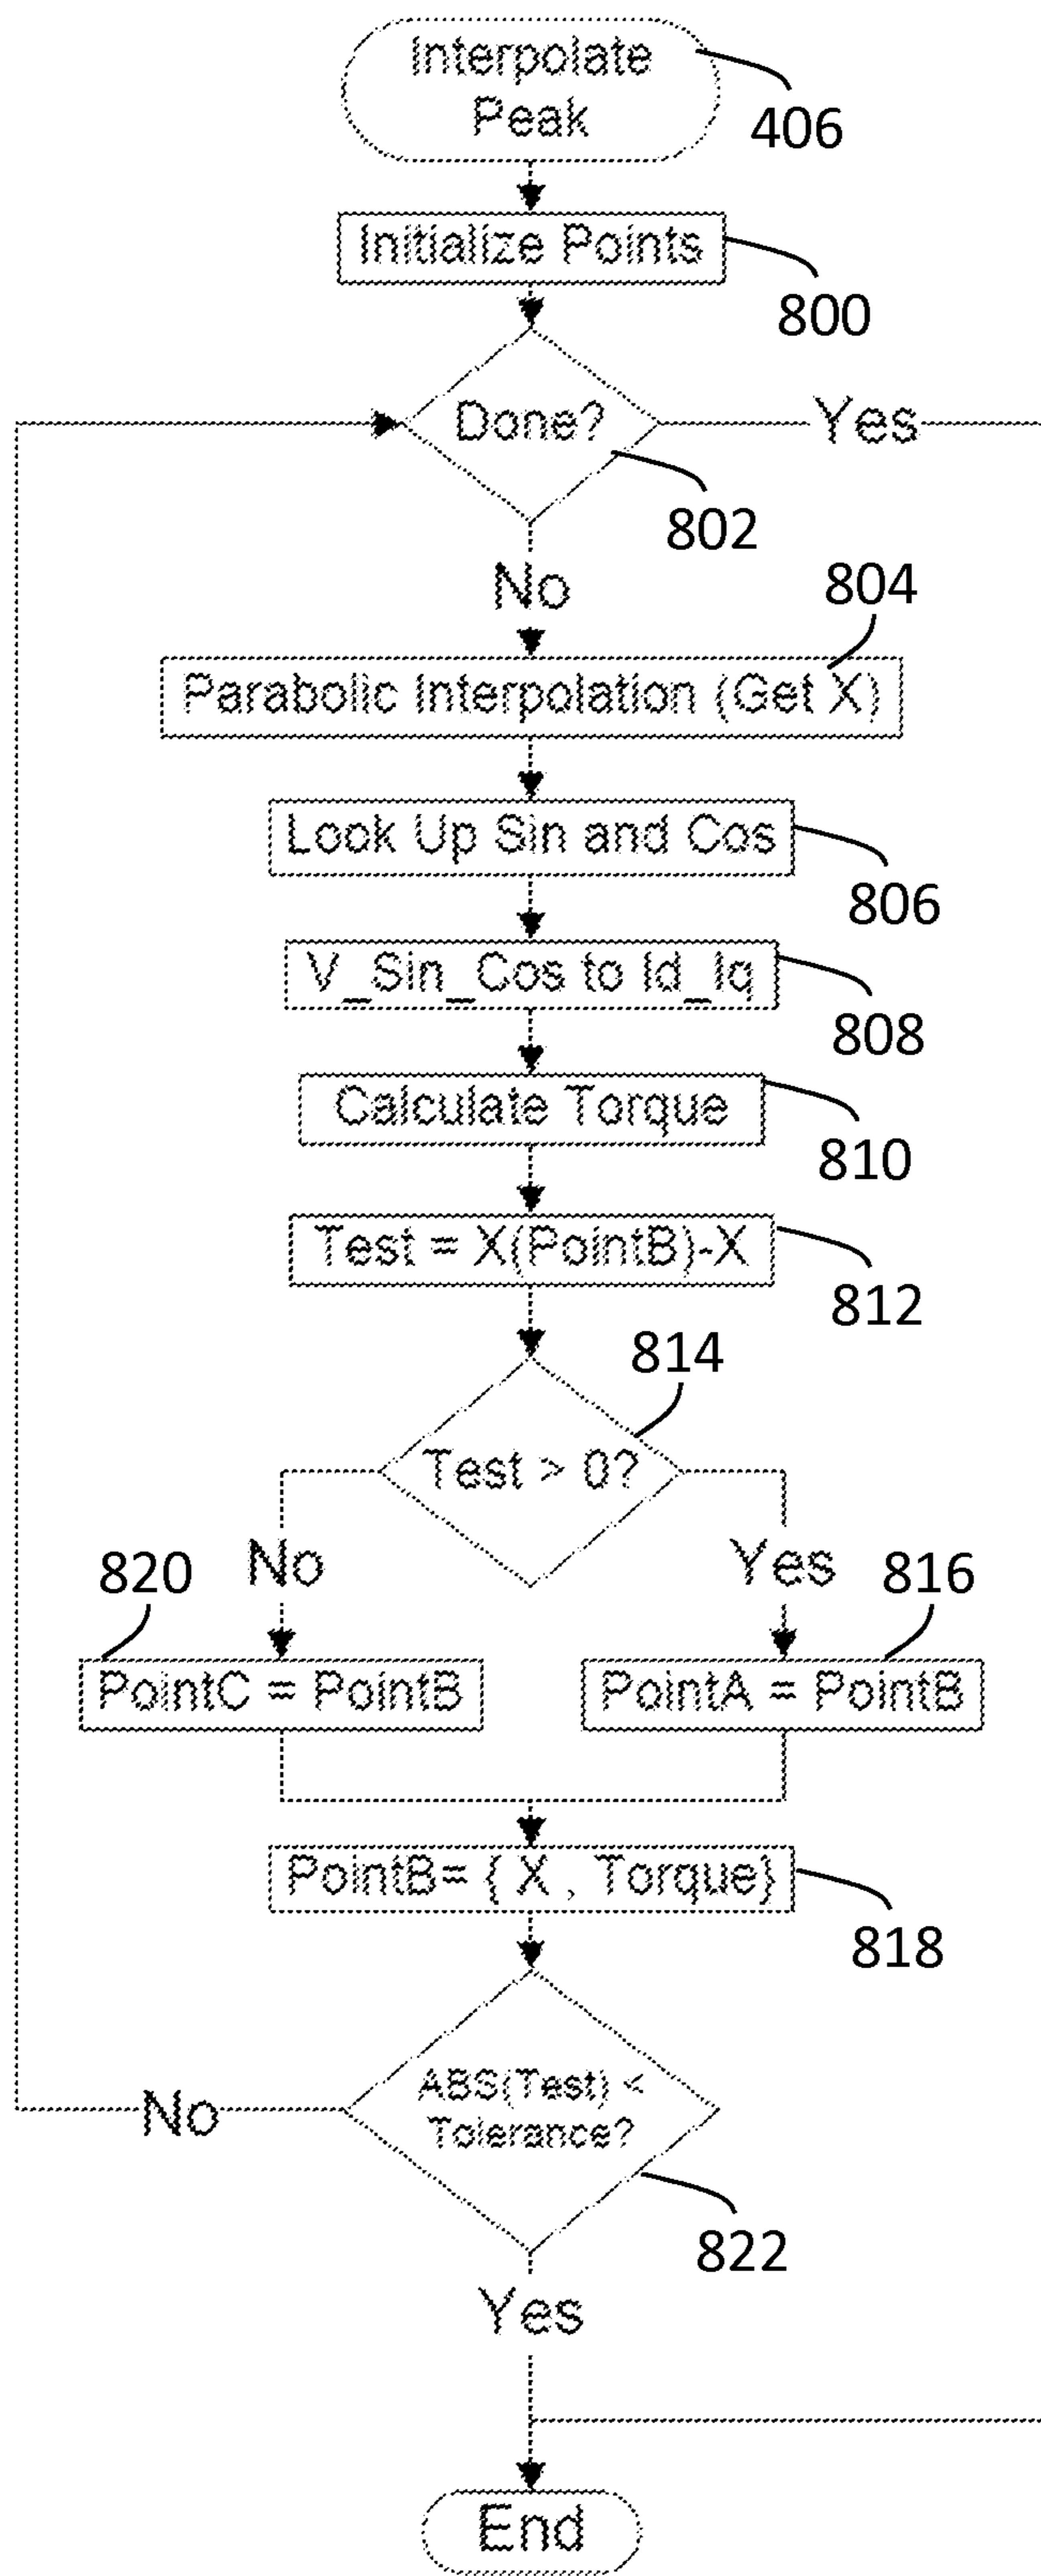 Interpolate
Peak
406
Initialize Points
800
Done?
Yes
802
No
804
Parabolic Interpolation (Get X)
Look Up Sin and Cos
806
V_Sin_Cos to Id_Iq
808
Calculate Torque
810
Test = X(PointB)-X
812
814
Test > 0?
No
Yes
820
816
PointC = PointB
PointA = PointB
PointB= { X , Torque}
818
ABS(Test) <
Tolerance?
No
822
Yes
End